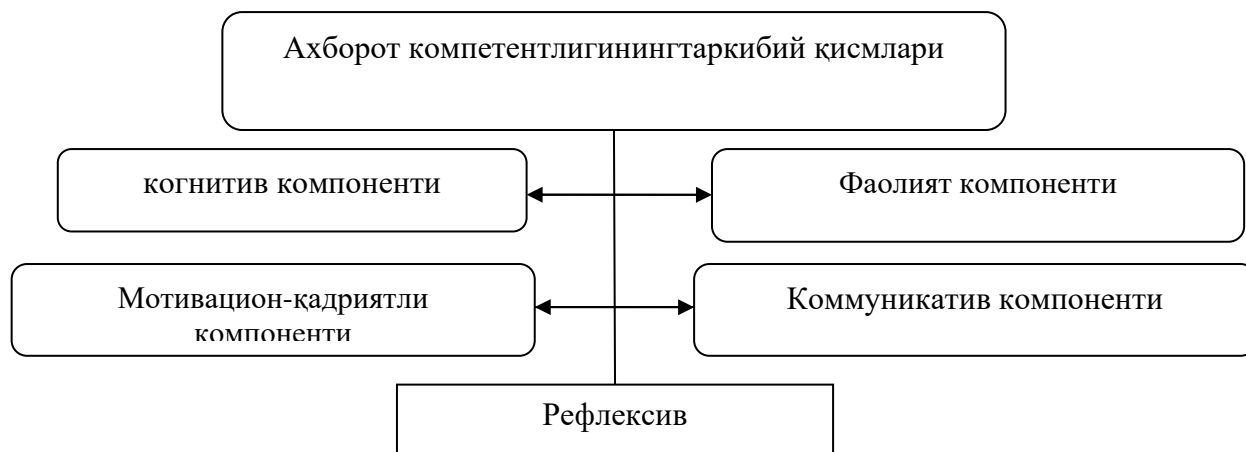 Ахборот компетентлигинингтаркибий қисмлари
когнитив компоненти
Фаолият компоненти
Мотивацион-қадриятли
компоненти
Коммуникатив компоненти
Рефлексив